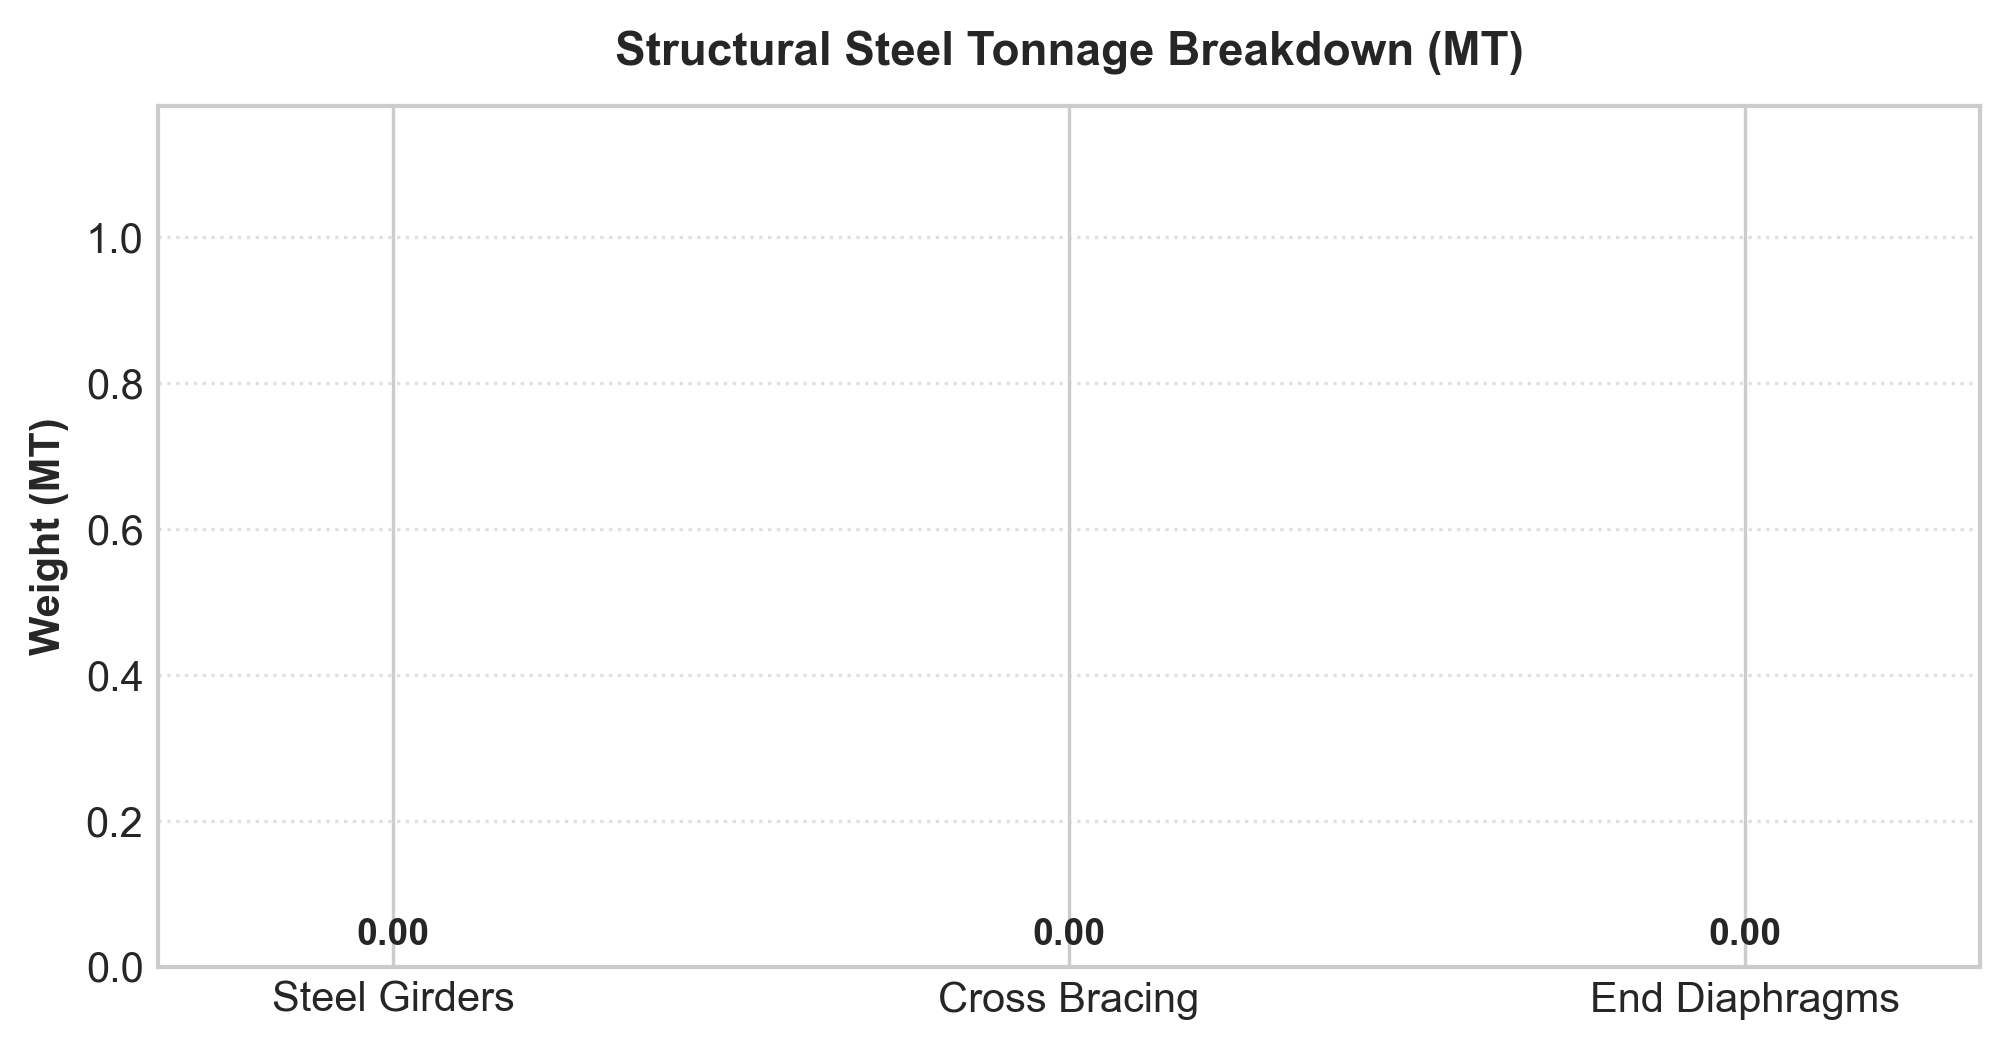 Structural Steel Tonnage Breakdown (MT)
Weight (MT)
1.0
0.8
0.6
0.4
0.2
0.0
0.00
0.00
0.00
Steel Girders
Cross Bracing
End Diaphragms